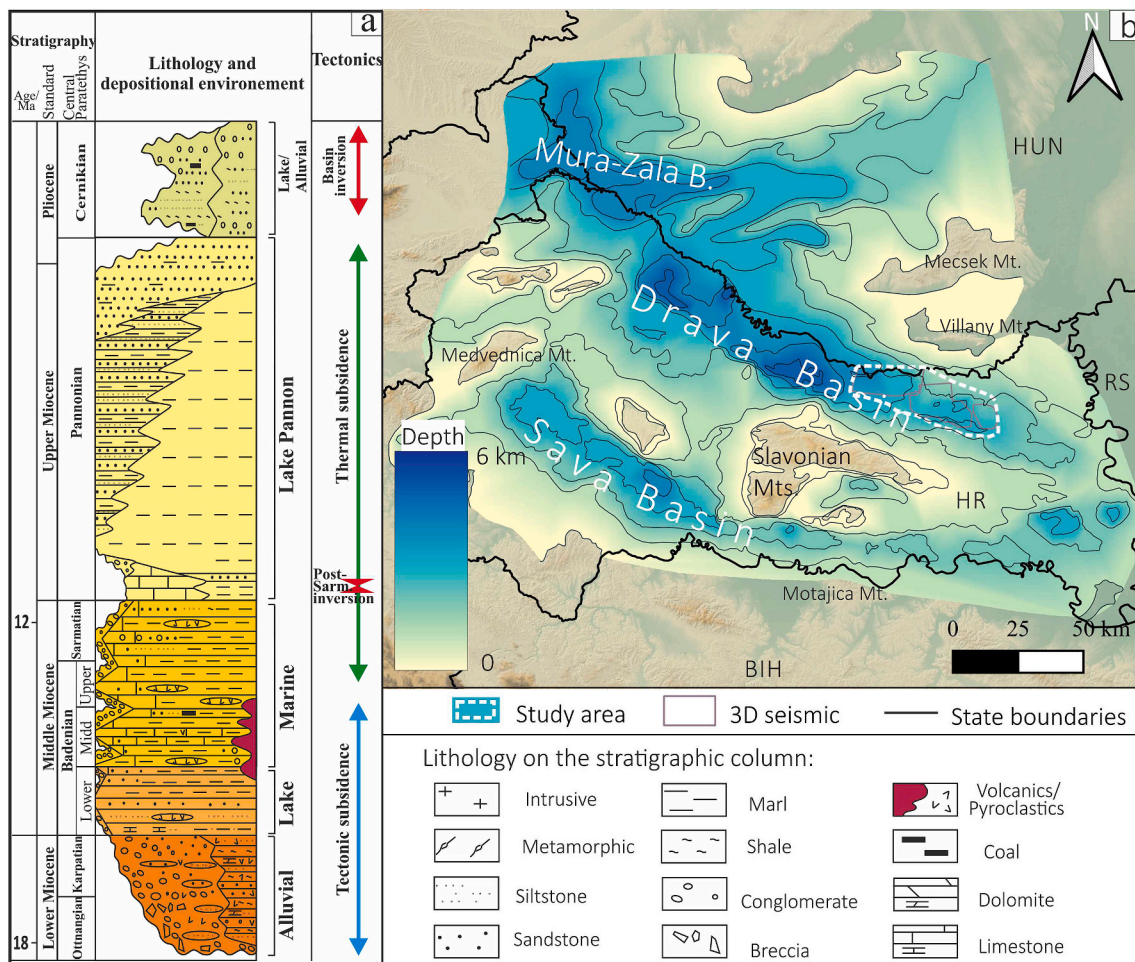 a
Stratigraphy
Age/
Ma
Standard
Central
Paratethys
Lithology and
depositional environement
Tectonics
Pliocene
Cernikian
Lake/
Alluvial
Basin
inversion
Upper Miocene
Pannonian
Lake Pannon
Thermal subsidence
Post-
Sarm.
inversion
12
Middle Miocene
Sarmatian
Badenian
Upper
Midd
Lower
Marine
Lake
Tectonic subsidence
Lower Miocene
Karpatian
Ottnangian
Alluvial
18
b
N
HUN
Mura-Zala B.
Mecsek Mt.
Villany Mt.
Drava Basin
Medvednica Mt.
RS
Depth
6 km
0
Sava Basin
Slavonian
Mts.
HR
Motajica Mt.
BIH
0 25 50 km
Study area
3D seismic
State boundaries
Lithology on the stratigraphic column:
Intrusive
Marl
Volcanics/
Pyroclastics
Metamorphic
Shale
Coal
Siltstone
Conglomerate
Dolomite
Sandstone
Breccia
Limestone